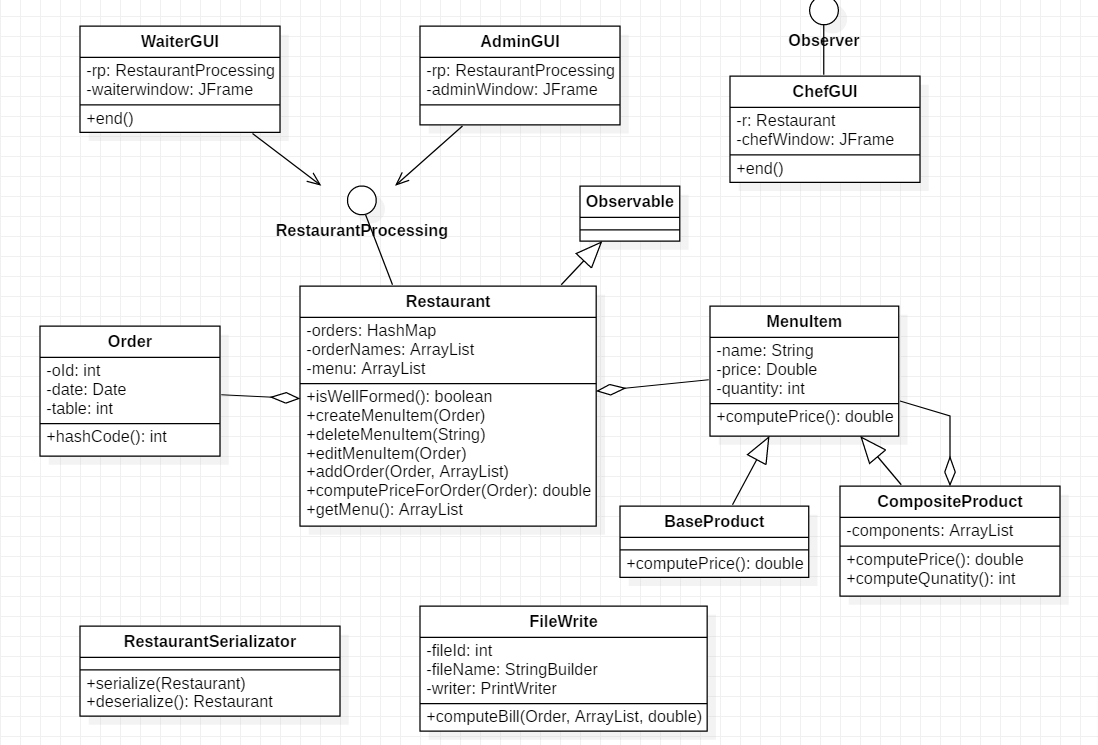 WaiterGUI
-rp: RestaurantProcessing
-waiterwindow: JFrame
+end()
AdminGUI
-rp: RestaurantProcessing
-adminWindow: JFrame
Observer
ChefGUI
-r: Restaurant
-chefWindow: JFrame
+end()
RestaurantProcessing
Observable
Restaurant
-orders: HashMap
-orderNames: ArrayList
-menu: ArrayList
+isWellFormed(): boolean
+createMenuItem(Order)
+deleteMenuItem(String)
+editMenuItem(Order)
+addOrder(Order, ArrayList)
+computePriceForOrder(Order): double
+getMenu(): ArrayList
Order
-oId: int
-date: Date
-table: int
+hashCode(): int
MenuItem
-name: String
-price: Double
-quantity: int
+computePrice(): double
BaseProduct
+computePrice(): double
CompositeProduct
-components: ArrayList
+computePrice(): double
+computeQunatity(): int
RestaurantSerializator
+serialize(Restaurant)
+deserialize(): Restaurant
FileWrite
-fileId: int
-fileName: StringBuilder
-writer: PrintWriter
+computeBill(Order, ArrayList, double)